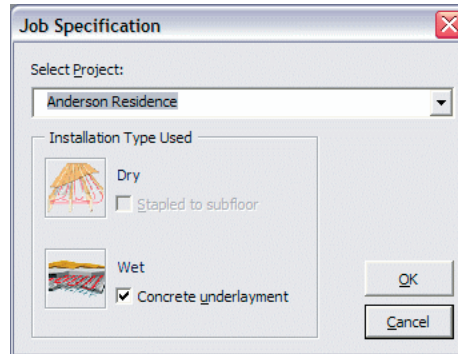 Job Specification
Select Project:
Anderson Residence
Installation Type Used
Dry
Stapled to subfloor
Wet
Concrete underlayment
OK
Cancel